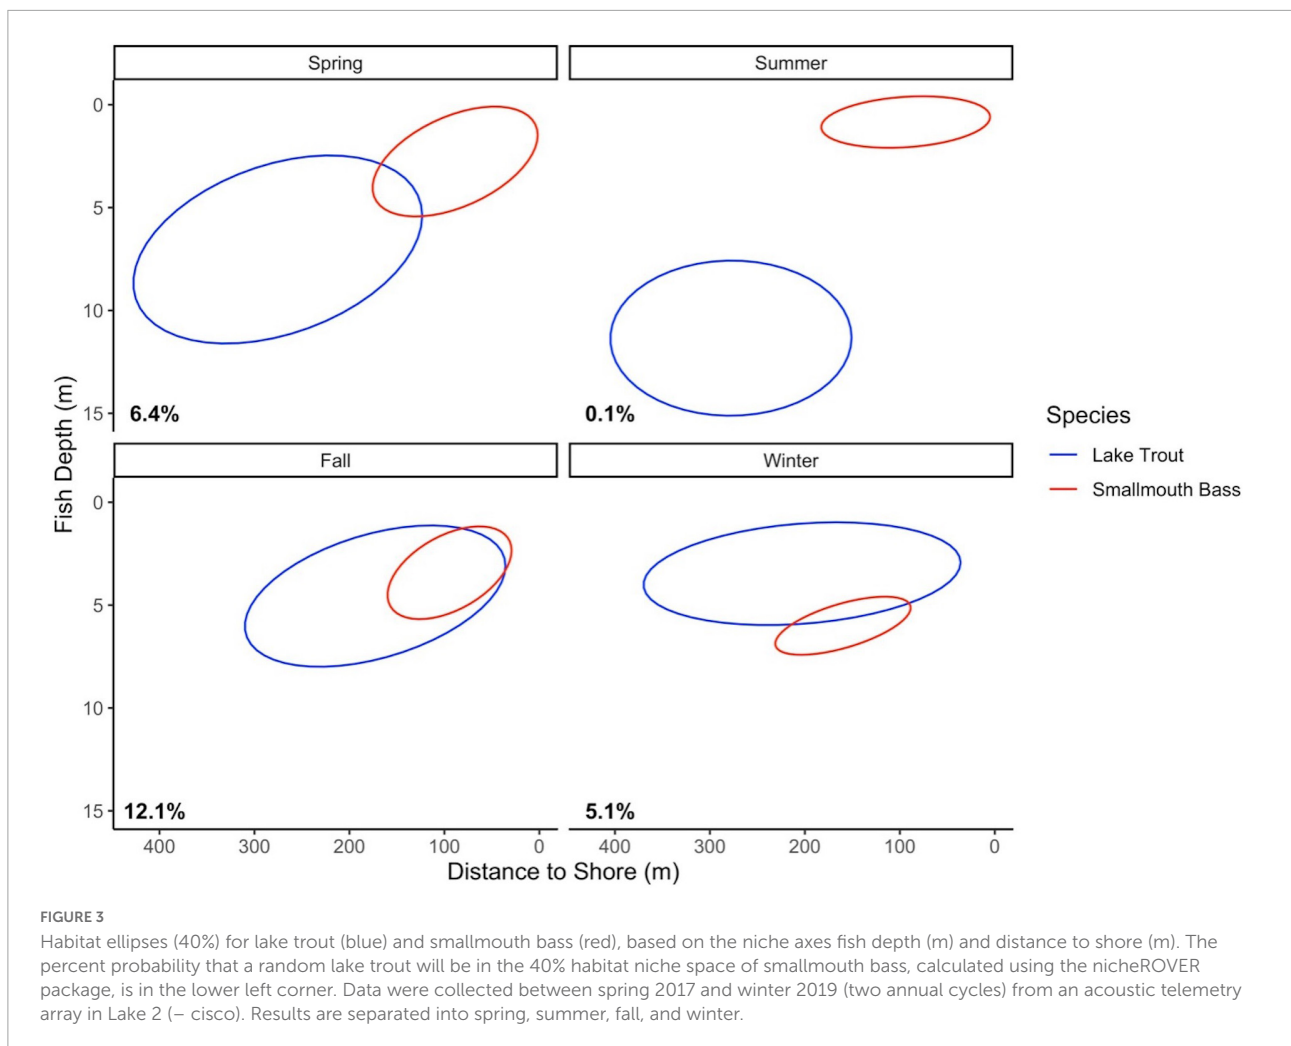 Spring
Summer
0
5
10
15
6.4%
0.1%
Fall
Winter
0
5
10
15
12.1%
5.1%
400 300 200 100 0
400 300 200 100 0
Fish Depth (m)
Distance to Shore (m)
Species
Lake Trout
Smallmouth Bass
FIGURE 3
Habitat ellipses (40%) for lake trout (blue) and smallmouth bass (red), based on the niche axes fish depth (m) and distance to shore (m). The
percent probability that a random lake trout will be in the 40% habitat niche space of smallmouth bass, calculated using the nicheROVER
package, is in the lower left corner. Data were collected between spring 2017 and winter 2019 (two annual cycles) from an acoustic telemetry
array in Lake 2 (– cisco). Results are separated into spring, summer, fall, and winter.